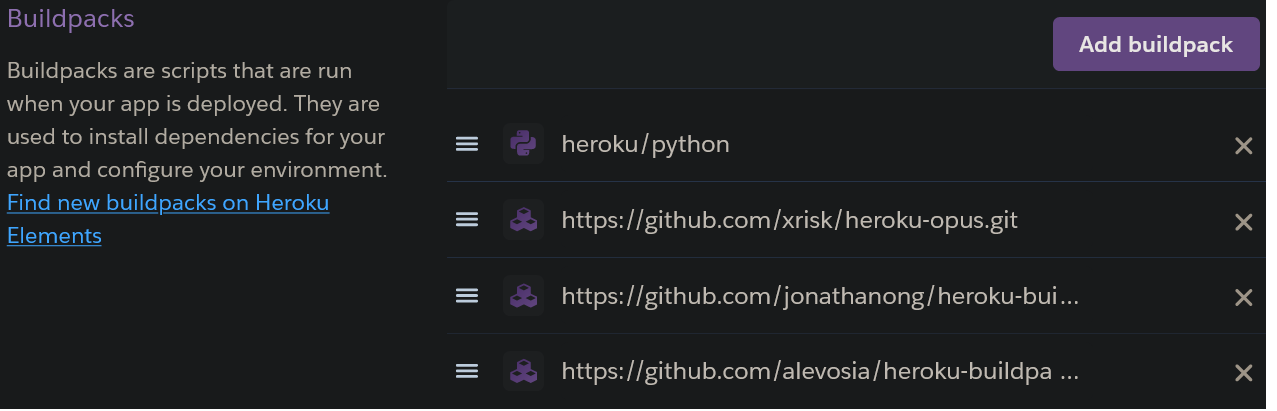 Buildpacks
Add buildpack
Buildpacks are scripts that are run
when your app is deployed. They are
used to install dependencies for your
app and configure your environment.
Find new buildpacks on Heroku
Elements
heroku/python
https://github.com/xrisk/heroku-opus.git
https://github.com/jonathanong/heroku-bui...
https://github.com/alevosia/heroku-buildpa ...